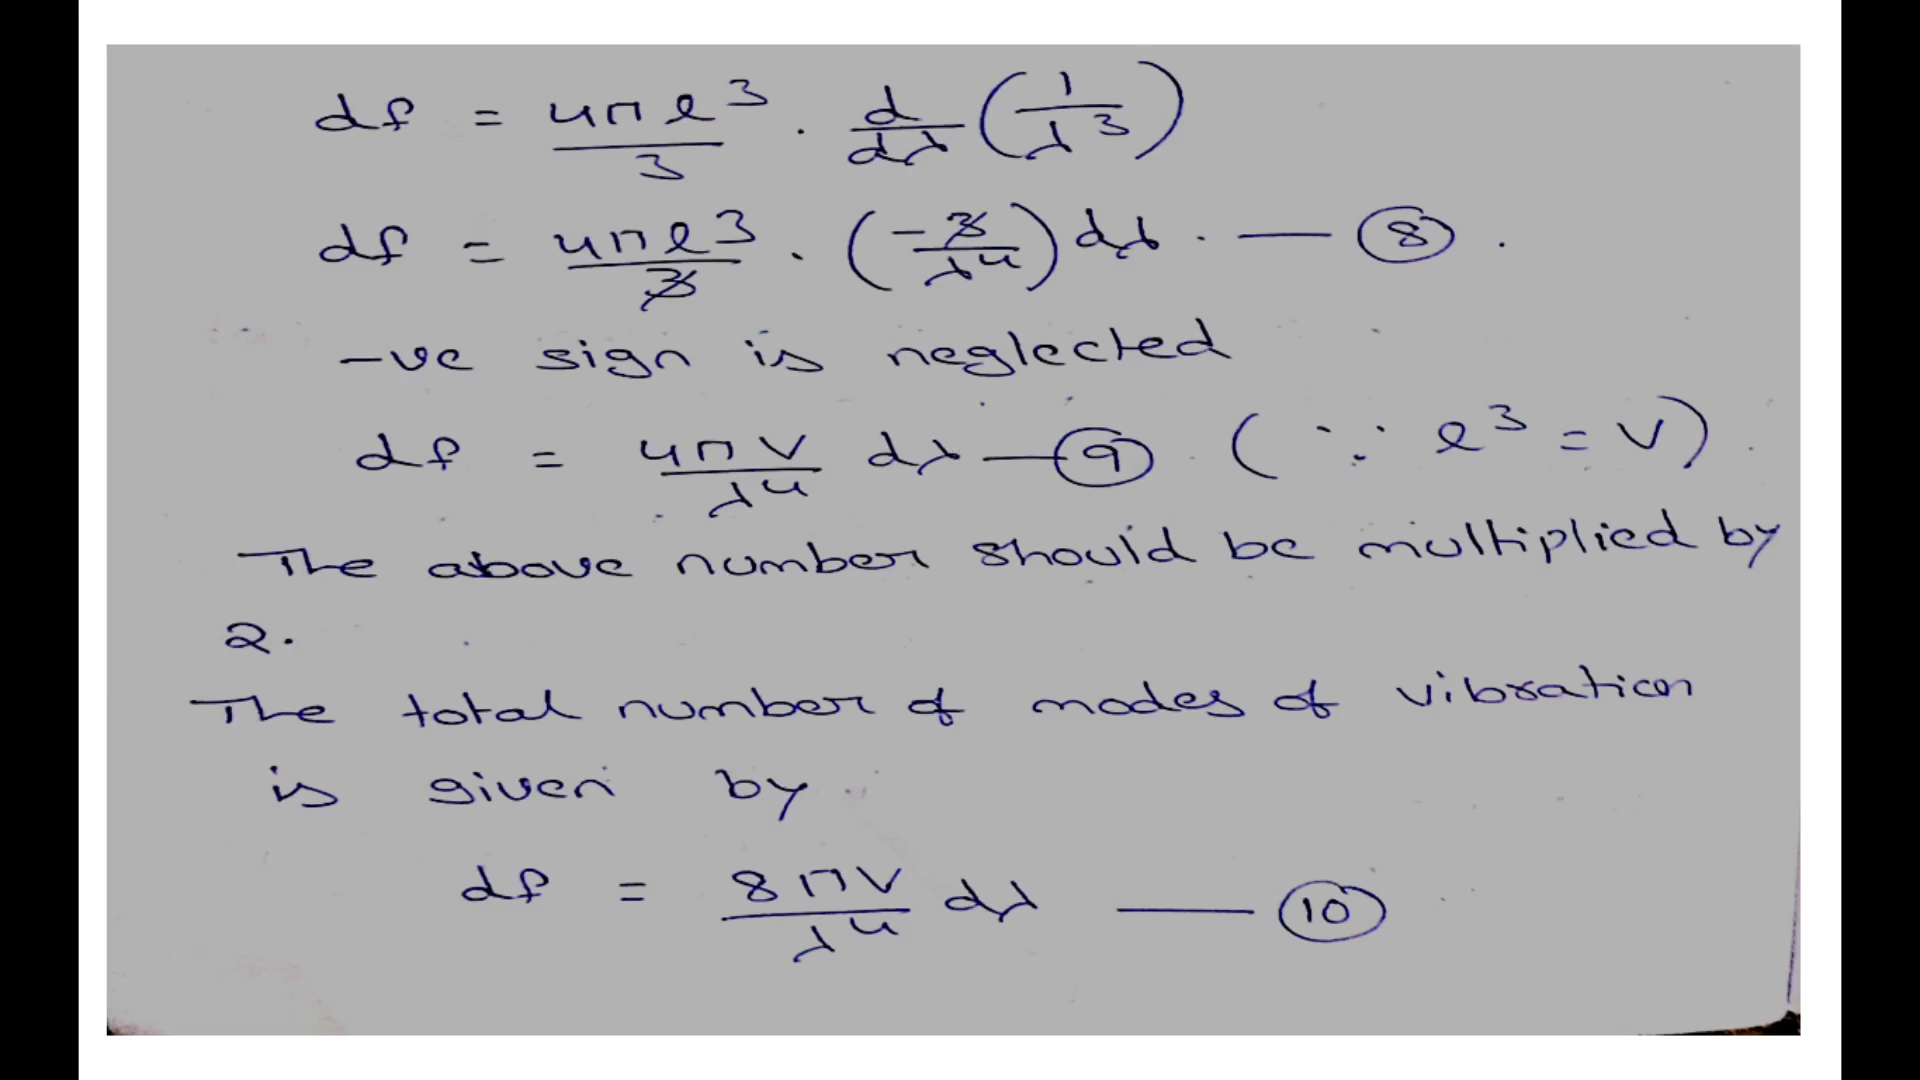 df = 4πl³/3 . d/dλ (1/λ³)
df = 4πl³/3 . (-3/λ⁴) dλ . — 8 .
-ve sign is neglected
df = 4πV/λ⁴ dλ — 9 (∵ l³ = V)
The above number should be multiplied by
2.
The total number of modes of vibration
is given by
df = 8πV/λ⁴ dλ — 10